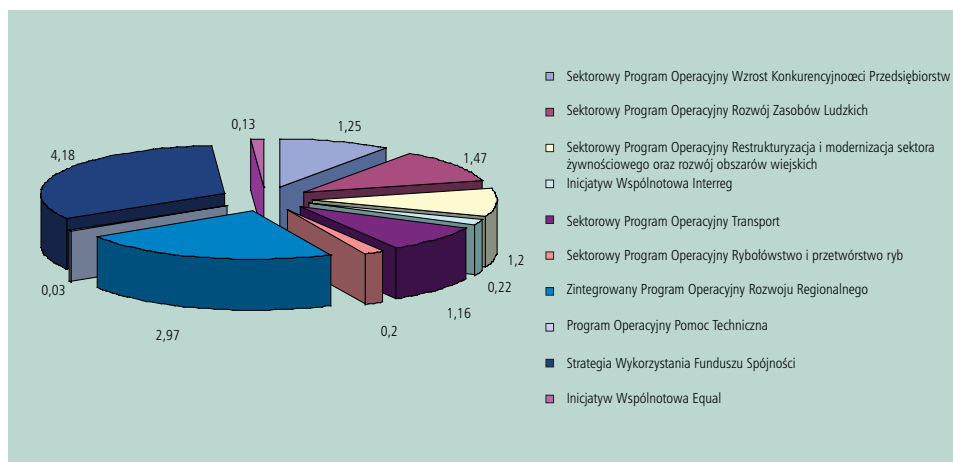 0,13
1,25
4,18
1,47
1,2
0,22
0,03
1,16
0,2
2,97
Sektorowy Program Operacyjny Wzrost Konkurencyjnoœci Przedsiębiorstw
Sektorowy Program Operacyjny Rozwój Zasobów Ludzkich
Sektorowy Program Operacyjny Restrukturyzacja i modernizacja sektora
żywnościowego oraz rozwój obszarów wiejskich
Inicjatyw Wspólnotowa Interreg
Sektorowy Program Operacyjny Transport
Sektorowy Program Operacyjny Rybołówstwo i przetwórstwo ryb
Zintegrowany Program Operacyjny Rozwoju Regionalnego
Program Operacyjny Pomoc Techniczna
Strategia Wykorzystania Funduszu Spójności
Inicjatyw Wspólnotowa Equal